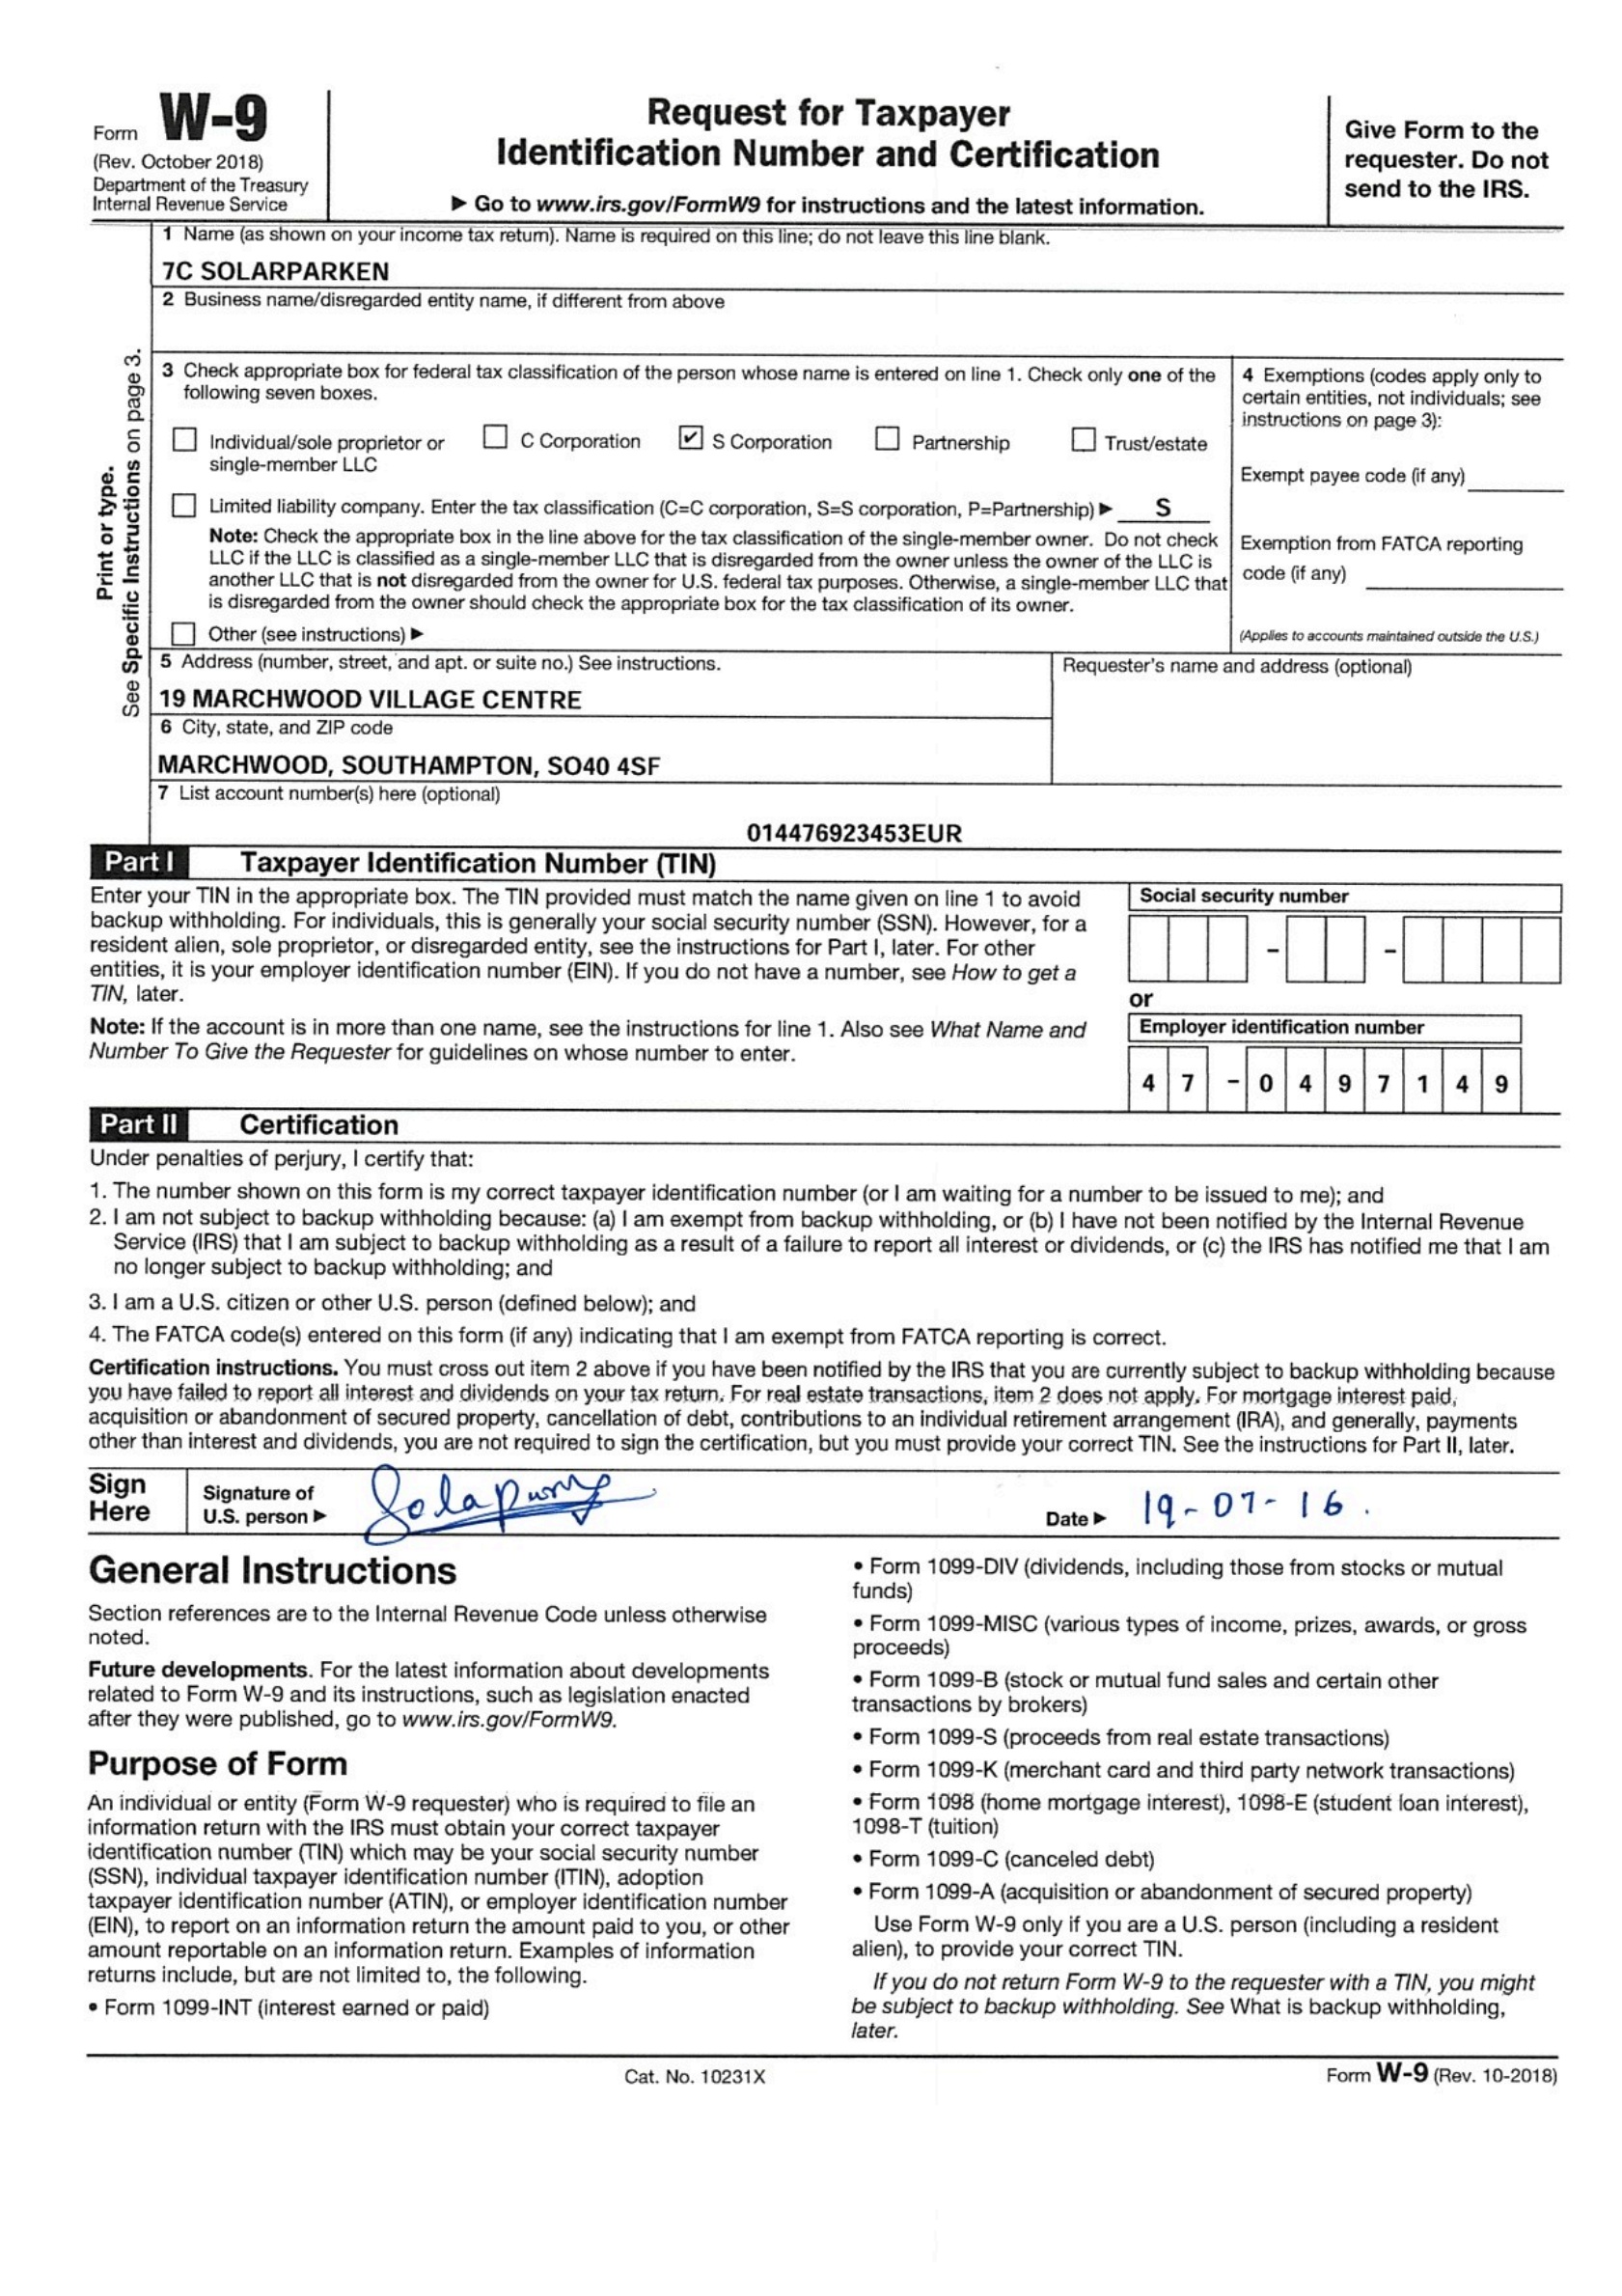 Form W-9
(Rev. October 2018)
Department of the Treasury
Internal Revenue Service
Request for Taxpayer
Identification Number and Certification
▶ Go to www.irs.gov/FormW9 for instructions and the latest information.
Give Form to the
requester. Do not
send to the IRS.
Print or type.
See Specific Instructions on page 3.
1 Name (as shown on your income tax return). Name is required on this line; do not leave this line blank.
7C SOLARPARKEN
2 Business name/disregarded entity name, if different from above
3 Check appropriate box for federal tax classification of the person whose name is entered on line 1. Check only one of the
following seven boxes.
☐ Individual/sole proprietor or ☐ C Corporation ☑ S Corporation ☐ Partnership ☐ Trust/estate
single-member LLC
☐ Limited liability company. Enter the tax classification (C=C corporation, S=S corporation, P=Partnership) ▶ S
Note: Check the appropriate box in the line above for the tax classification of the single-member owner. Do not check
LLC if the LLC is classified as a single-member LLC that is disregarded from the owner unless the owner of the LLC is
another LLC that is not disregarded from the owner for U.S. federal tax purposes. Otherwise, a single-member LLC that
is disregarded from the owner should check the appropriate box for the tax classification of its owner.
☐ Other (see instructions) ▶
4 Exemptions (codes apply only to
certain entities, not individuals; see
instructions on page 3):
Exempt payee code (if any)
Exemption from FATCA reporting
code (if any)
(Applies to accounts maintained outside the U.S.)
5 Address (number, street, and apt. or suite no.) See instructions.
19 MARCHWOOD VILLAGE CENTRE
6 City, state, and ZIP code
MARCHWOOD, SOUTHAMPTON, SO40 4SF
Requester's name and address (optional)
7 List account number(s) here (optional)
014476923453EUR
Part I Taxpayer Identification Number (TIN)
Enter your TIN in the appropriate box. The TIN provided must match the name given on line 1 to avoid
backup withholding. For individuals, this is generally your social security number (SSN). However, for a
resident alien, sole proprietor, or disregarded entity, see the instructions for Part I, later. For other
entities, it is your employer identification number (EIN). If you do not have a number, see How to get a
TIN, later.
Note: If the account is in more than one name, see the instructions for line 1. Also see What Name and
Number To Give the Requester for guidelines on whose number to enter.
Social security number
- -
or
Employer identification number
4 7 - 0 4 9 7 1 4 9
Part II Certification
Under penalties of perjury, I certify that:
1. The number shown on this form is my correct taxpayer identification number (or I am waiting for a number to be issued to me); and
2. I am not subject to backup withholding because: (a) I am exempt from backup withholding, or (b) I have not been notified by the Internal Revenue
Service (IRS) that I am subject to backup withholding as a result of a failure to report all interest or dividends, or (c) the IRS has notified me that I am
no longer subject to backup withholding; and
3. I am a U.S. citizen or other U.S. person (defined below); and
4. The FATCA code(s) entered on this form (if any) indicating that I am exempt from FATCA reporting is correct.
Certification instructions. You must cross out item 2 above if you have been notified by the IRS that you are currently subject to backup withholding because
you have failed to report all interest and dividends on your tax return. For real estate transactions, item 2 does not apply. For mortgage interest paid,
acquisition or abandonment of secured property, cancellation of debt, contributions to an individual retirement arrangement (IRA), and generally, payments
other than interest and dividends, you are not required to sign the certification, but you must provide your correct TIN. See the instructions for Part II, later.
Sign
Here
Signature of
U.S. person ▶
Date ▶ 19-07-16.
General Instructions
Section references are to the Internal Revenue Code unless otherwise
noted.
Future developments. For the latest information about developments
related to Form W-9 and its instructions, such as legislation enacted
after they were published, go to www.irs.gov/FormW9.
Purpose of Form
An individual or entity (Form W-9 requester) who is required to file an
information return with the IRS must obtain your correct taxpayer
identification number (TIN) which may be your social security number
(SSN), individual taxpayer identification number (ITIN), adoption
taxpayer identification number (ATIN), or employer identification number
(EIN), to report on an information return the amount paid to you, or other
amount reportable on an information return. Examples of information
returns include, but are not limited to, the following.
• Form 1099-INT (interest earned or paid)
• Form 1099-DIV (dividends, including those from stocks or mutual
funds)
• Form 1099-MISC (various types of income, prizes, awards, or gross
proceeds)
• Form 1099-B (stock or mutual fund sales and certain other
transactions by brokers)
• Form 1099-S (proceeds from real estate transactions)
• Form 1099-K (merchant card and third party network transactions)
• Form 1098 (home mortgage interest), 1098-E (student loan interest),
1098-T (tuition)
• Form 1099-C (canceled debt)
• Form 1099-A (acquisition or abandonment of secured property)
Use Form W-9 only if you are a U.S. person (including a resident
alien), to provide your correct TIN.
If you do not return Form W-9 to the requester with a TIN, you might
be subject to backup withholding. See What is backup withholding,
later.
Cat. No. 10231X
Form W-9 (Rev. 10-2018)